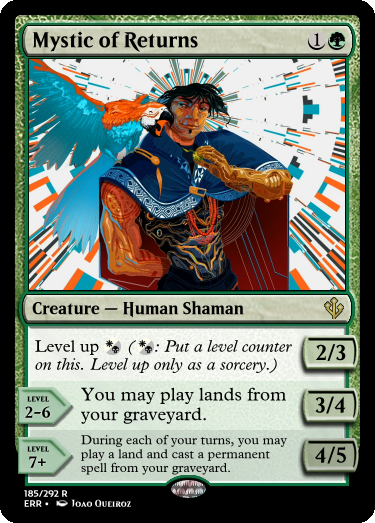 Mystic of Returns 1
Creature — Human Shaman
Level up (: Put a level counter
on this. Level up only as a sorcery.)
2/3
LEVEL
2-6
You may play lands from
your graveyard.
3/4
LEVEL
7+
During each of your turns, you may
play a land and cast a permanent
spell from your graveyard.
4/5
185/292 R
ERR • Joao Queiroz